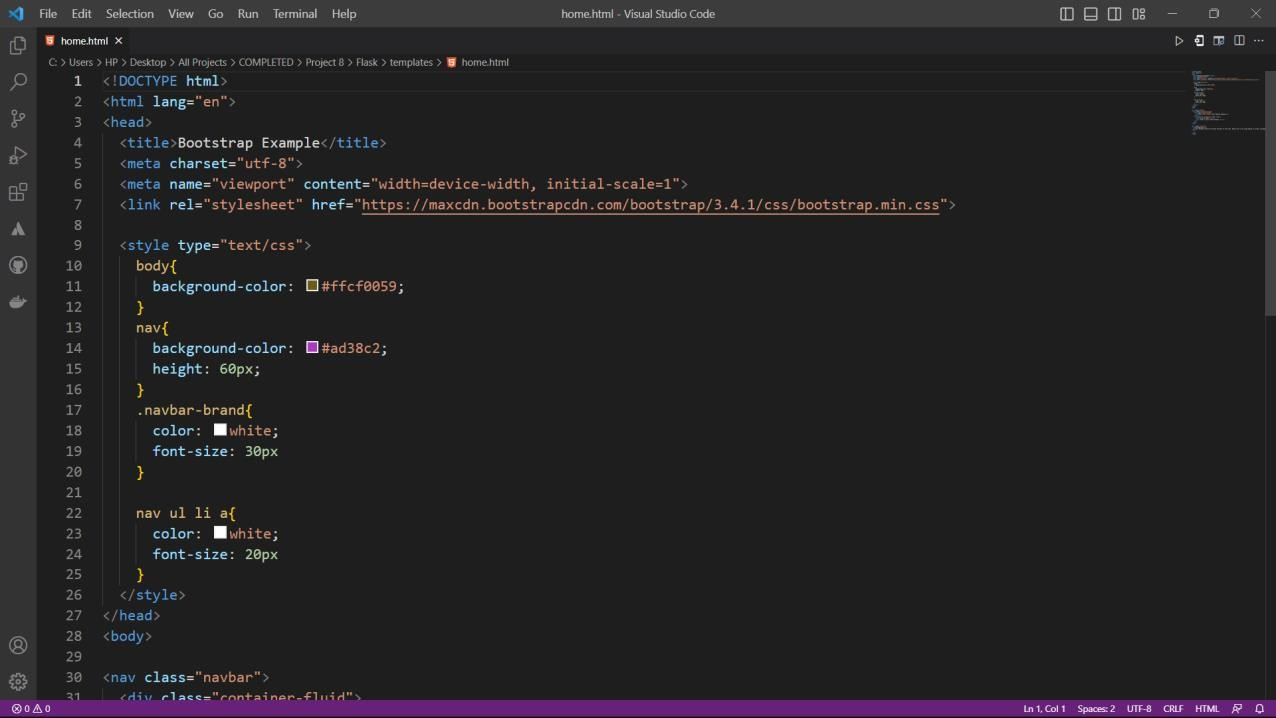 File Edit Selection View Go Run Terminal Help home.html - Visual Studio Code
home.html
C: > Users > HP > Desktop > All Projects > COMPLETED > Project 8 > Flask > templates > home.html
1 <!DOCTYPE html>
2 <html lang="en">
3 <head>
4 <title>Bootstrap Example</title>
5 <meta charset="utf-8">
6 <meta name="viewport" content="width=device-width, initial-scale=1">
7 <link rel="stylesheet" href="https://maxcdn.bootstrapcdn.com/bootstrap/3.4.1/css/bootstrap.min.css">
8
9 <style type="text/css">
10 body{
11 background-color: #ffcf0059;
12 }
13 nav{
14 background-color: #ad38c2;
15 height: 60px;
16 }
17 .navbar-brand{
18 color: white;
19 font-size: 30px
20 }
21
22 nav ul li a{
23 color: white;
24 font-size: 20px
25 }
26 </style>
27 </head>
28 <body>
29
30 <nav class="navbar">
31 <div class="container-fluid">
0 0 Ln 1, Col 1 Spaces: 2 UTF-8 CRLF HTML